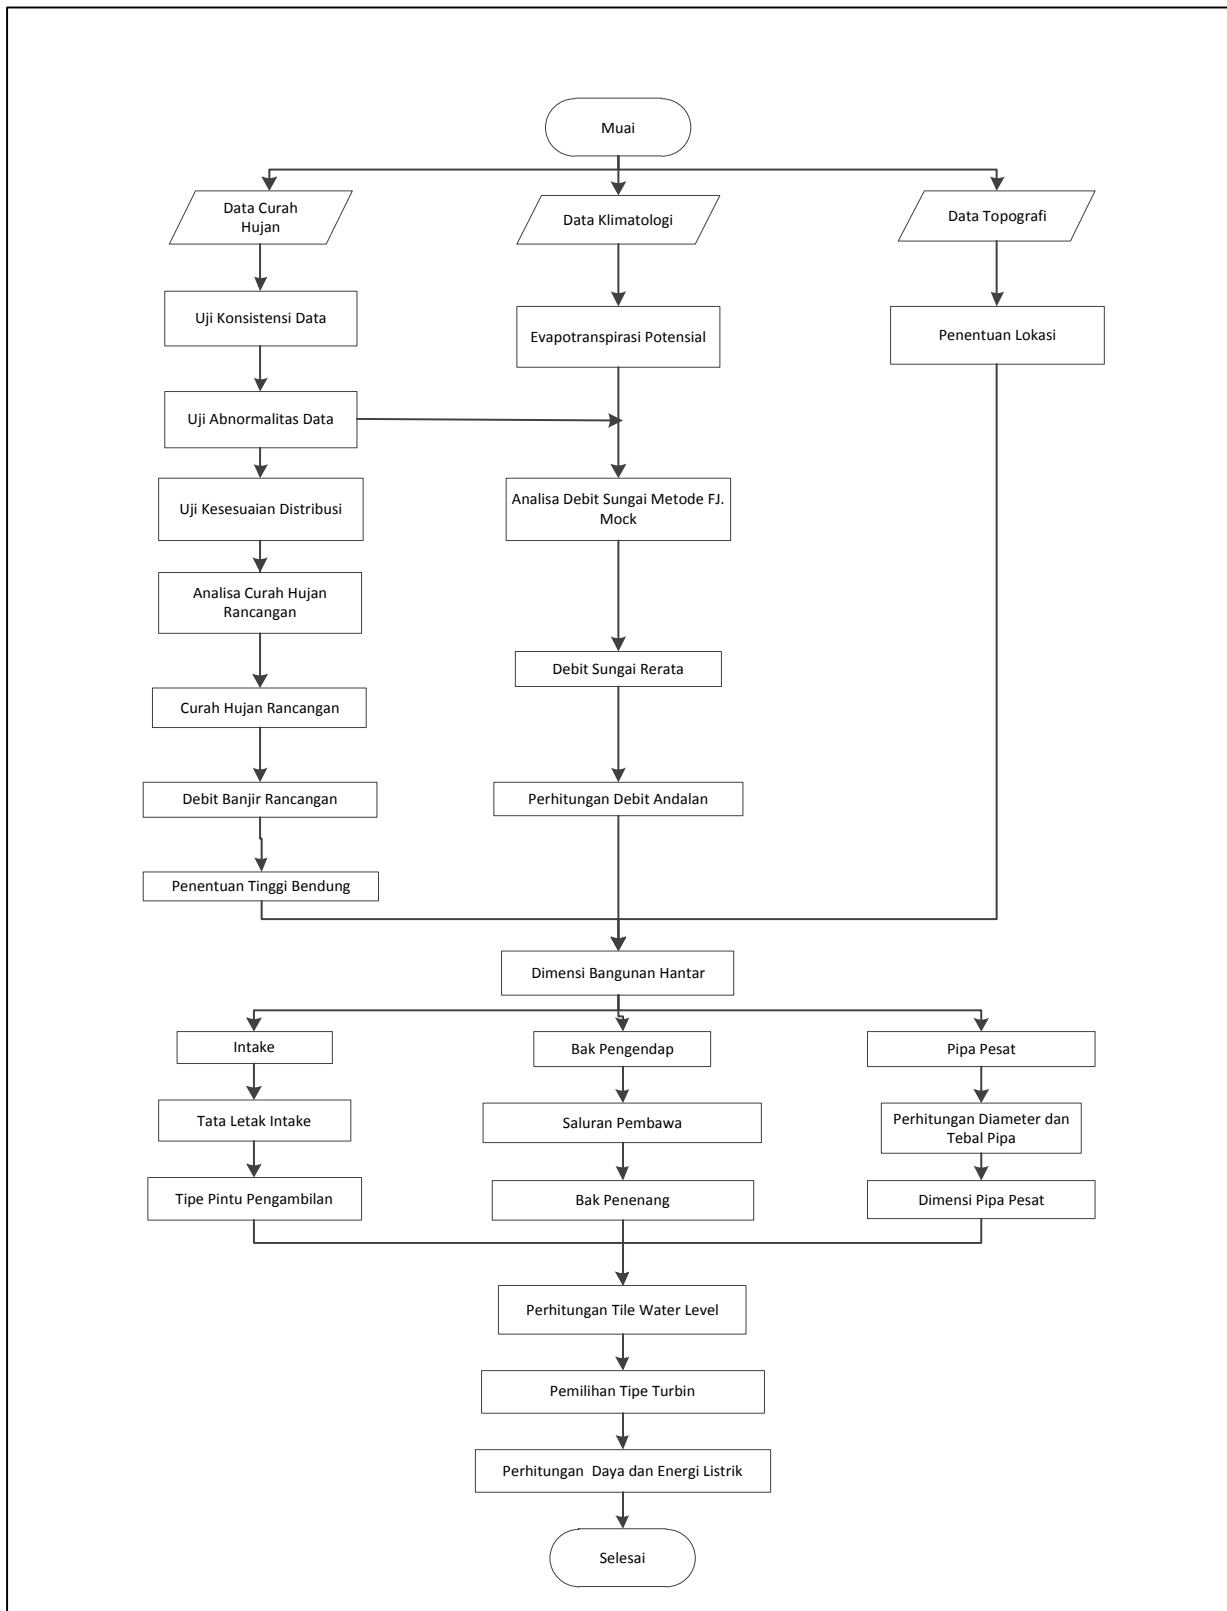 Muai
Data Curah
Hujan
Data Klimatologi
Data Topografi
Uji Konsistensi Data
Evapotranspirasi Potensial
Penentuan Lokasi
Uji Abnormalitas Data
Uji Kesesuaian Distribusi
Analisa Debit Sungai Metode FJ.
Mock
Analisa Curah Hujan
Rancangan
Debit Sungai Rerata
Curah Hujan Rancangan
Debit Banjir Rancangan
Perhitungan Debit Andalan
Penentuan Tinggi Bendung
Dimensi Bangunan Hantar
Intake
Bak Pengendap
Pipa Pesat
Tata Letak Intake
Saluran Pembawa
Perhitungan Diameter dan
Tebal Pipa
Tipe Pintu Pengambilan
Bak Penenang
Dimensi Pipa Pesat
Perhitungan Tile Water Level
Pemilihan Tipe Turbin
Perhitungan  Daya dan Energi Listrik
Selesai